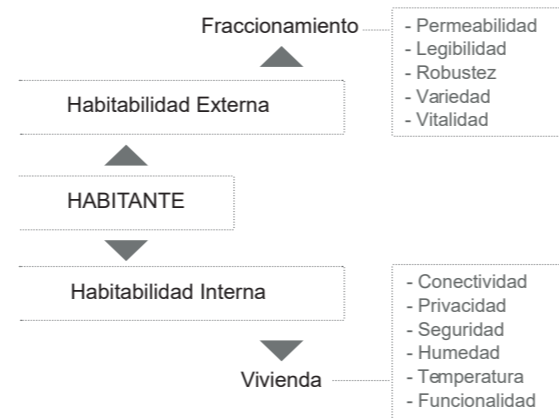 Fraccionamiento
- Permeabilidad
- Legibilidad
- Robustez
- Variedad
- Vitalidad
Habitabilidad Externa
HABITANTE
Habitabilidad Interna
Vivienda
- Conectividad
- Privacidad
- Seguridad
- Humedad
- Temperatura
- Funcionalidad